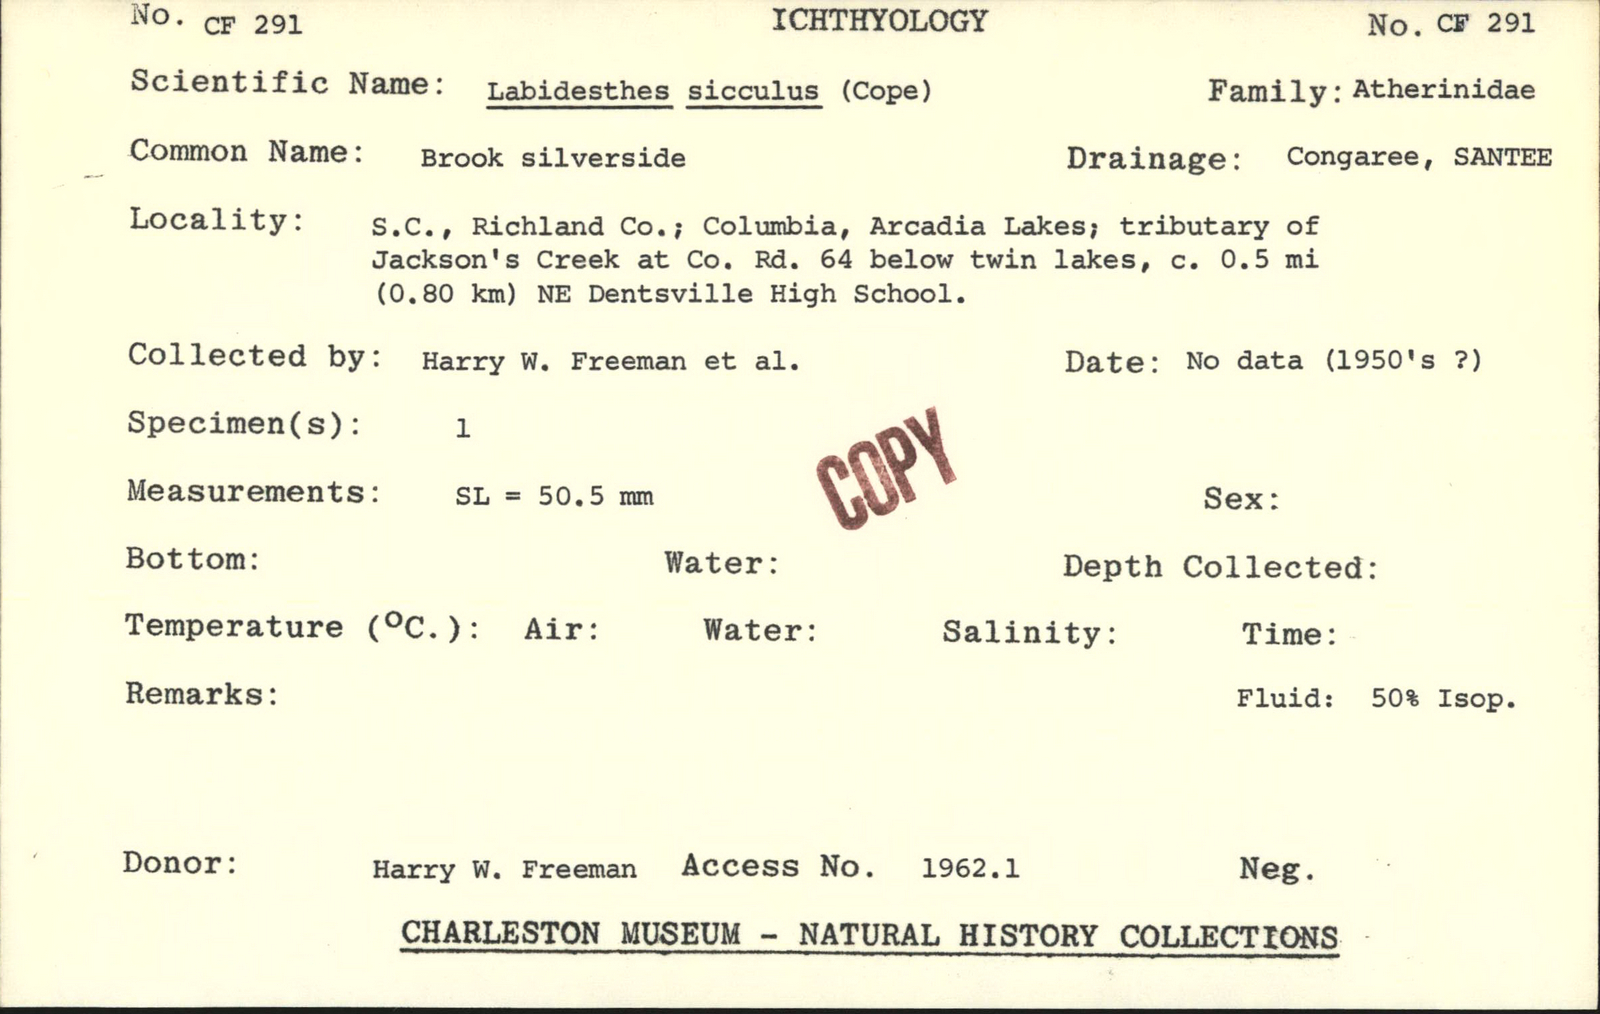 No. CF 291 ICHTHYOLOGY No. CF 291
Scientific Name: Labidesthes sicculus (Cope) Family: Atherinidae
Common Name: Brook silverside Drainage: Congaree, SANTEE
Locality: S.C., Richland Co.; Columbia, Arcadia Lakes; tributary of
Jackson's Creek at Co. Rd. 64 below twin lakes, c. 0.5 mi
(0.80 km) NE Dentsville High School.
Collected by: Harry W. Freeman et al. Date: No data (1950's ?)
Specimen(s): 1
COPY
Measurements: SL = 50.5 mm Sex:
Bottom: Water: Depth Collected:
Temperature (°C.): Air: Water: Salinity: Time:
Remarks: Fluid: 50% Isop.
Donor: Harry W. Freeman Access No. 1962.1 Neg.
CHARLESTON MUSEUM - NATURAL HISTORY COLLECTIONS